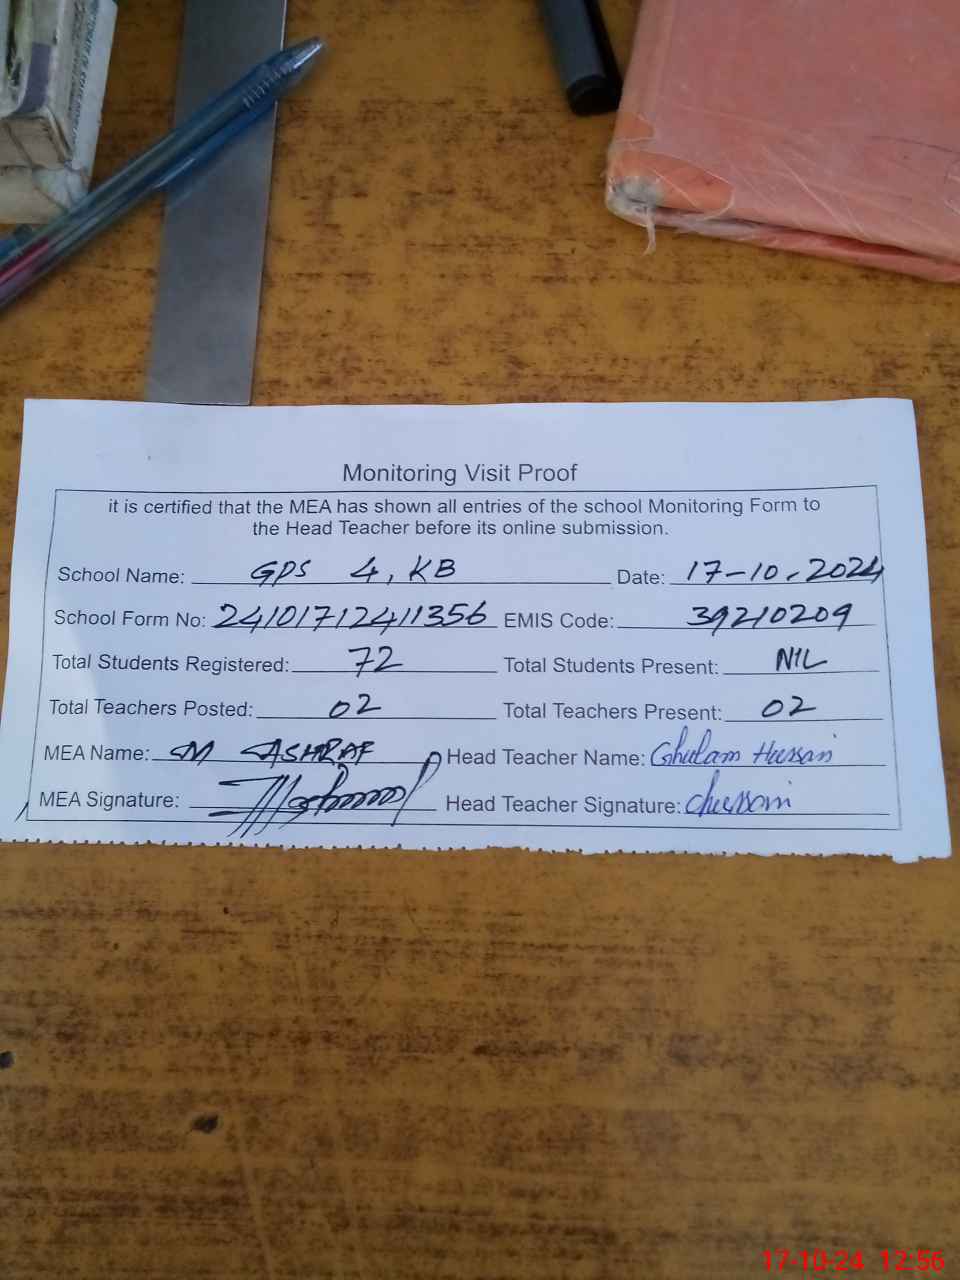 Monitoring Visit Proof
it is certified that the MEA has shown all entries of the school Monitoring Form to
the Head Teacher before its online submission.
School Name: GPS 4, KB Date: 17-10-2024
School Form No: 24101712411356 EMIS Code: 39210209
Total Students Registered: 72 Total Students Present: NIL
Total Teachers Posted: 02 Total Teachers Present: 02
MEA Name: M ASHRAF Head Teacher Name: Ghulam Hussain
MEA Signature: Head Teacher Signature: Ghussain
17-10-24 12:56